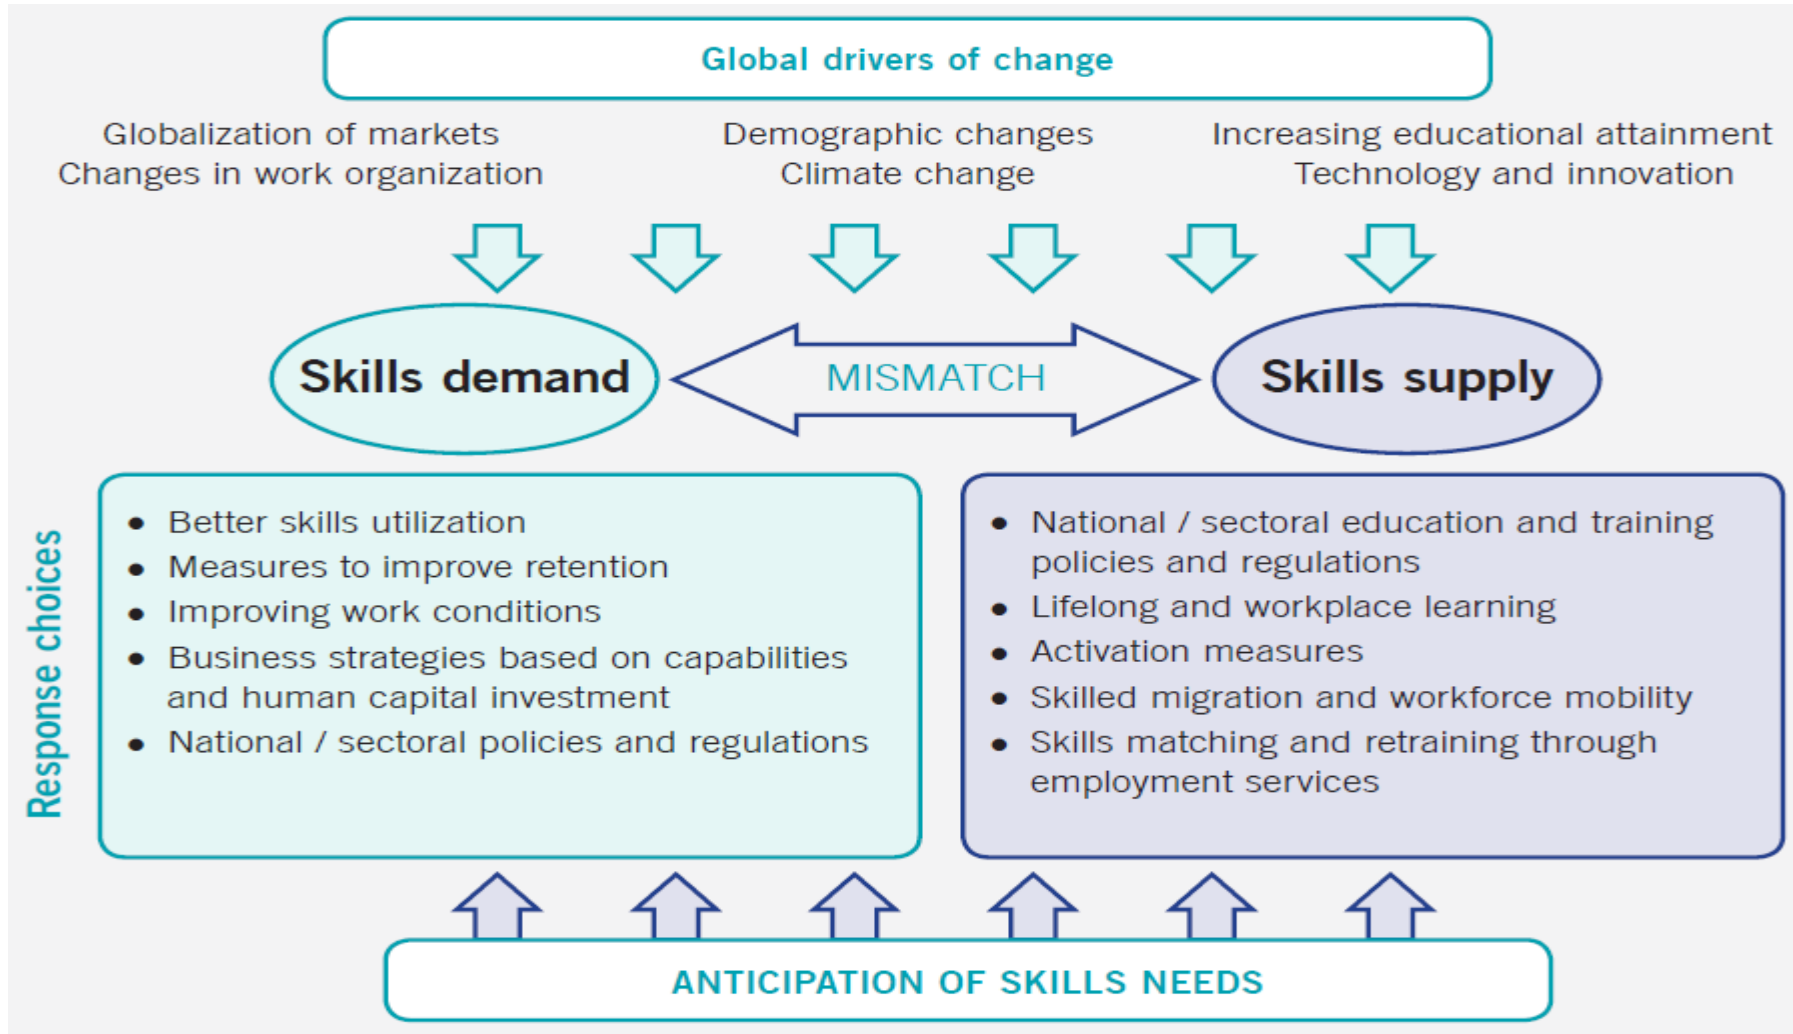 Global drivers of change
Globalization of markets
Changes in work organization
Demographic changes
Climate change
Increasing educational attainment
Technology and innovation
Skills demand
MISMATCH
Skills supply
Response choices
• Better skills utilization
• Measures to improve retention
• Improving work conditions
• Business strategies based on capabilities
and human capital investment
• National / sectoral policies and regulations
• National / sectoral education and training
policies and regulations
• Lifelong and workplace learning
• Activation measures
• Skilled migration and workforce mobility
• Skills matching and retraining through
employment services
ANTICIPATION OF SKILLS NEEDS